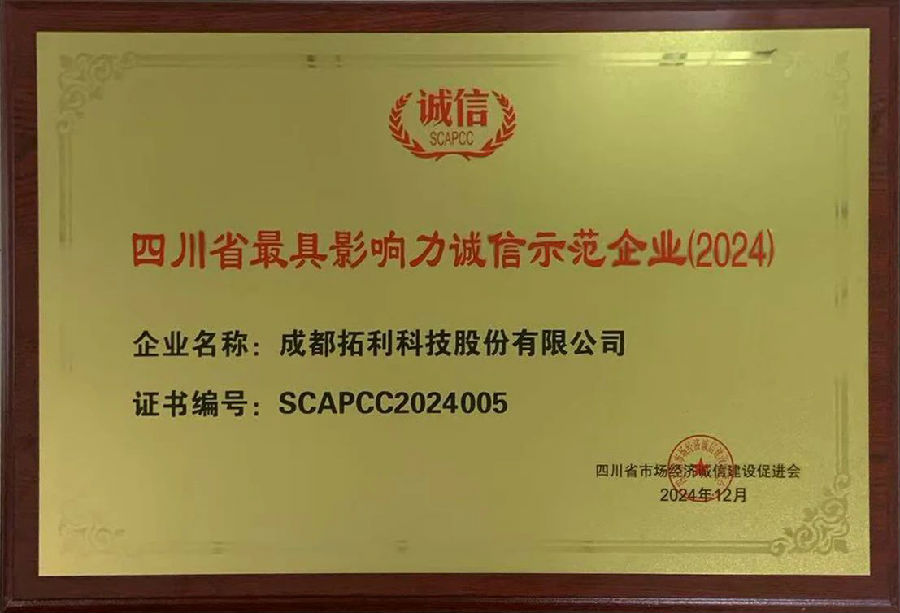 诚信
SCAPCC
四川省最具影响力诚信示范企业(2024)
企业名称：成都拓利科技股份有限公司
证书编号：SCAPCC2024005
四川省市场经济诚信建设促进会
2024年12月